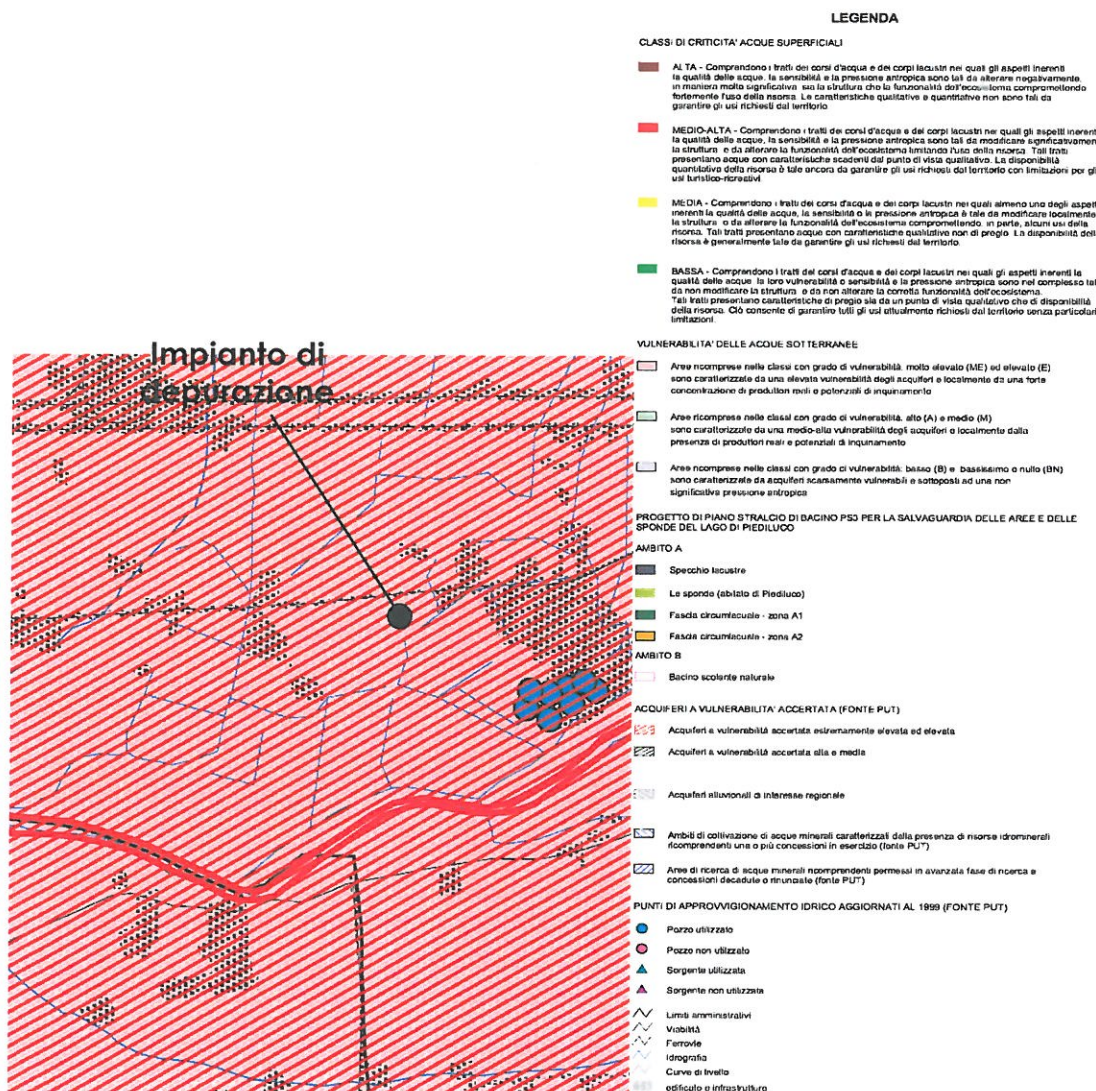 LEGENDA
CLASSI DI CRITICITA' ACQUE SUPERFICIALI
ALTA - Comprendono i tratti dei corsi d'acqua e dei corpi lacustri nei quali gli aspetti inerenti
la qualità delle acque, la sensibilità e la pressione antropica sono tali da alterare negativamente,
in maniera molto significativa, sia la struttura che la funzionalità dell'ecosistema compromettendo
fortemente l'uso della risorsa. Le caratteristiche qualitative e quantitative non sono tali da
garantire gli usi richiesti dal territorio
MEDIO-ALTA - Comprendono i tratti dei corsi d'acqua e dei corpi lacustri nei quali gli aspetti inerent
la qualità delle acque, la sensibilità e la pressione antropica sono tali da modificare significativamen
la struttura e da alterare la funzionalità dell'ecosistema limitando l'uso della risorsa. Tali tratti
presentano acque con caratteristiche scadenti dal punto di vista qualitativo. La disponibilità
quantitativa della risorsa è tale ancora da garantire gli usi richiesti dal territorio con limitazioni per gli
usi turistico-ricreativi
MEDIA - Comprendono i tratti dei corsi d'acqua e dei corpi lacustri nei quali almeno uno degli aspett
inerenti la qualità delle acque, la sensibilità o la pressione antropica è tale da modificare localmente
la struttura o da alterare la funzionalità dell'ecosistema compromettendo, in parte, alcuni usi della
risorsa. Tali tratti presentano acque con caratteristiche qualitative non di pregio. La disponibilità dell
risorsa è generalmente tale da garantire gli usi richiesti dal territorio.
BASSA - Comprendono i tratti dei corsi d'acqua e dei corpi lacustri nei quali gli aspetti inerenti la
qualità delle acque, la loro vulnerabilità o sensibilità e la pressione antropica sono nel complesso tal
da non modificare la struttura e da non alterare la corretta funzionalità dell'ecosistema.
Tali tratti presentano caratteristiche di pregio sia da un punto di vista qualitativo che di disponibilità
della risorsa. Ciò consente di garantire tutti gli usi attualmente richiesti dal territorio senza particolari
limitazioni.
VULNERABILITA' DELLE ACQUE SOTTERRANEE
Aree ricomprese nelle classi con grado di vulnerabilità: molto elevato (ME) ed elevato (E)
sono caratterizzate da una elevata vulnerabilità degli acquiferi e localmente da una forte
concentrazione di produttori reali e potenziali di inquinamento
Aree ricomprese nelle classi con grado di vulnerabilità: alto (A) e medio (M)
sono caratterizzate da una medio-alta vulnerabilità degli acquiferi e localmente dalla
presenza di produttori reali e potenziali di inquinamento
Aree ricomprese nelle classi con grado di vulnerabilità: basso (B) e bassissimo o nullo (BN)
sono caratterizzate da acquiferi scarsamente vulnerabili e sottoposti ad una non
significativa pressione antropica
PROGETTO DI PIANO STRALCIO DI BACINO PS3 PER LA SALVAGUARDIA DELLE AREE E DELLE
SPONDE DEL LAGO DI PIEDILUCO
AMBITO A
Specchio lacustre
Le sponde (abitato di Piediluco)
Fascia circumlacuale - zona A1
Fascia circumlacuale - zona A2
AMBITO B
Bacino scolante naturale
ACQUIFERI A VULNERABILITA' ACCERTATA (FONTE PUT)
Acquiferi a vulnerabilità accertata estremamente elevata ed elevata
Acquiferi a vulnerabilità accertata alta e media
Acquiferi alluvionali di interesse regionale
Ambiti di coltivazione di acque minerali caratterizzati dalla presenza di risorse idrominerali
ricomprendenti una o più concessioni in esercizio (fonte PUT)
Aree di ricerca di acque minerali ricomprendenti permessi in avanzata fase di ricerca e
concessioni decadute o rinunciate (fonte PUT)
PUNTI DI APPROVVIGIONAMENTO IDRICO AGGIORNATI AL 1999 (FONTE PUT)
Pozzo utilizzato
Pozzo non utilizzato
Sorgente utilizzata
Sorgente non utilizzata
Limiti amministrativi
Viabilità
Ferrovie
Idrografia
Curve di livello
edificato e infrastrutture
Impianto di
depurazione